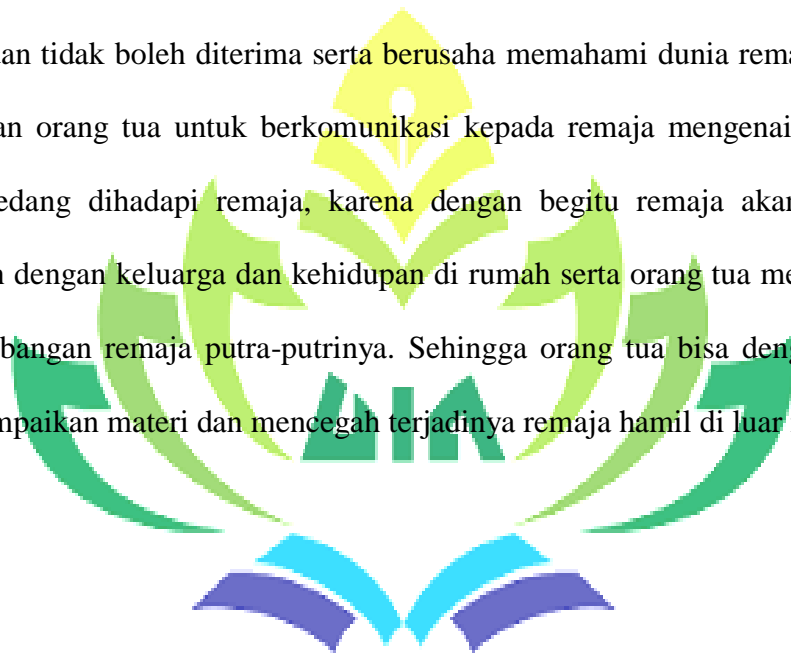 dan tidak boleh diterima serta berusaha memahami dunia rema
an orang tua untuk berkomunikasi kepada remaja mengenai
edang dihadapi remaja, karena dengan begitu remaja akan
dengan keluarga dan kehidupan di rumah serta orang tua me
bangan remaja putra-putrinya. Sehingga orang tua bisa deng
mpaikan materi dan mencegah terjadinya remaja hamil di luar